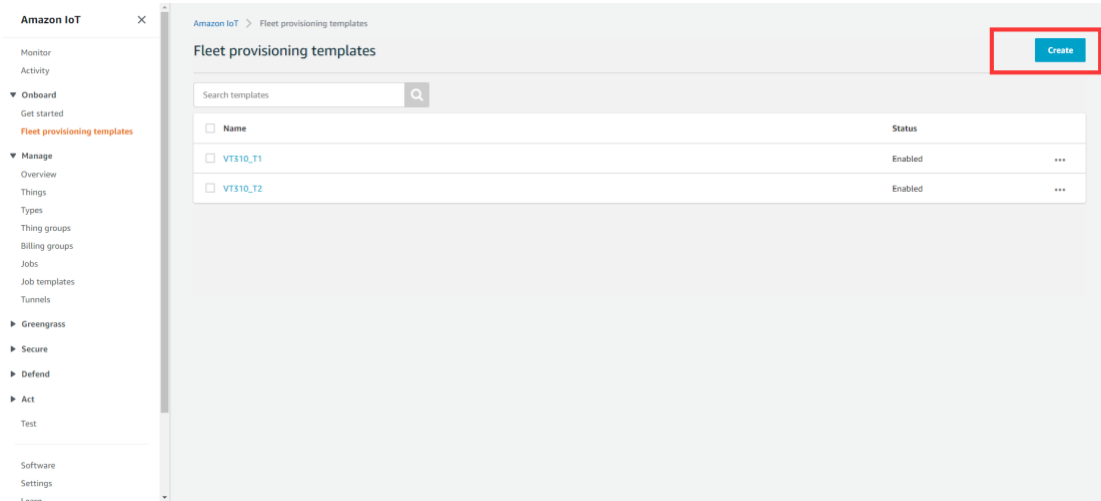 Amazon IoT
Monitor
Activity
Onboard
Get started
Fleet provisioning templates
Manage
Overview
Things
Types
Thing groups
Billing groups
Jobs
Job templates
Tunnels
Greengrass
Secure
Defend
Act
Test
Software
Settings
Learn
Amazon IoT > Fleet provisioning templates
Fleet provisioning templates
Create
Search templates
Name Status
VT310_T1 Enabled
VT310_T2 Enabled